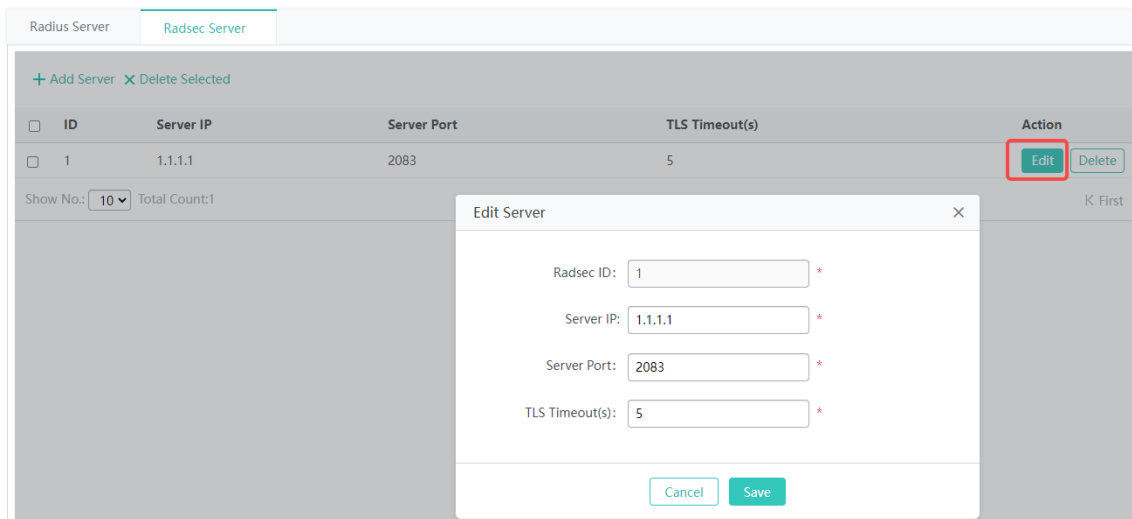 Radius Server Radsec Server
Add Server Delete Selected
ID Server IP Server Port TLS Timeout(s) Action
1 1.1.1.1 2083 5 Edit Delete
Show No.: 10 Total Count:1 First
Edit Server
Radsec ID: 1 *
Server IP: 1.1.1.1 *
Server Port: 2083 *
TLS Timeout(s): 5 *
Cancel Save